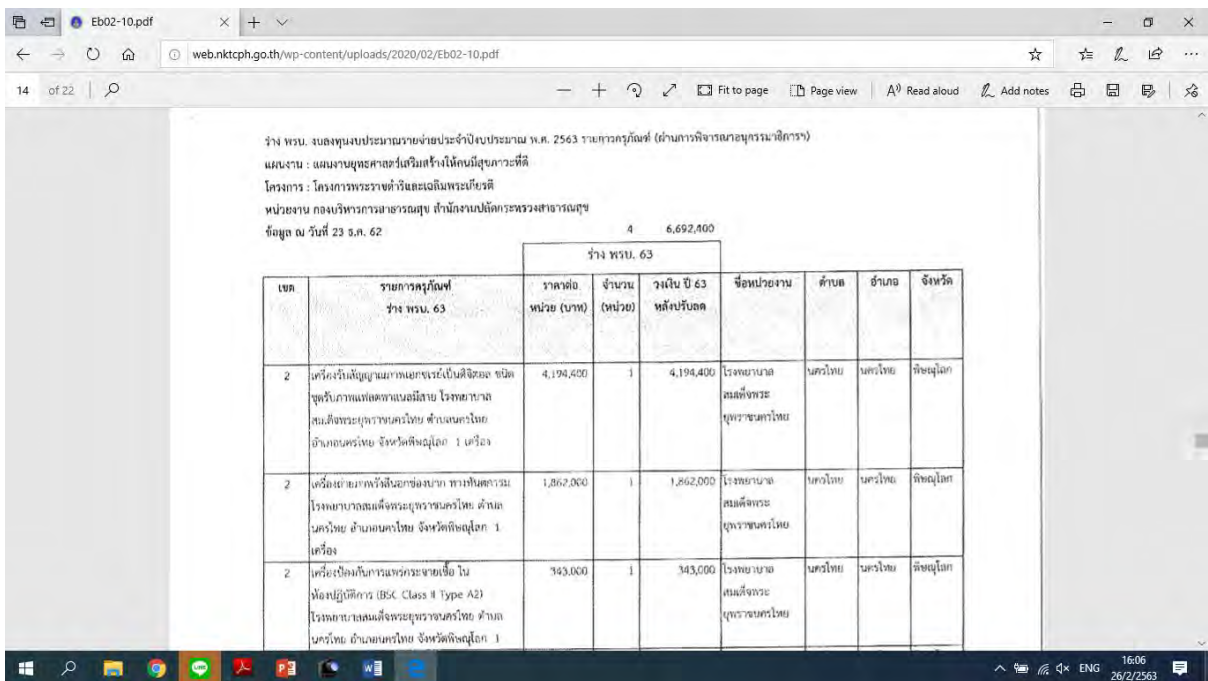 Eb02-10.pdf
web.nktcph.go.th/wp-content/uploads/2020/02/Eb02-10.pdf
14 of 22 Fit to page Page view Read aloud Add notes
ร่าง พรบ. งบลงทุนงบประมาณรายจ่ายประจำปีงบประมาณ พ.ศ. 2563 รายการครุภัณฑ์ (ผ่านการพิจารณาอนุกรรมาธิการฯ)
แผนงาน : แผนงานยุทธศาสตร์เสริมสร้างให้คนมีสุขภาวะที่ดี
โครงการ : โครงการพระราชดำริและเฉลิมพระเกียรติ
หน่วยงาน กองบริหารการสาธารณสุข สำนักงานปลัดกระทรวงสาธารณสุข
ข้อมูล ณ วันที่ 23 ธ.ค. 62 4 6,692,400
ร่าง พรบ. 63
เขต รายการครุภัณฑ์ ราคาต่อ จำนวน วงเงิน ปี 63 ชื่อหน่วยงาน ตำบล อำเภอ จังหวัด
ร่าง พรบ. 63 หน่วย (บาท) (หน่วย) หลังปรับลด
2 เครื่องรับสัญญาณภาพเอกซเรย์เป็นดิจิตอล ชนิด 4,194,400 1 4,194,400 โรงพยาบาล นครไทย นครไทย พิษณุโลก
ชุดรับภาพแฟลตพาแนลมีสาย โรงพยาบาล สมเด็จพระ
สมเด็จพระยุพราชนครไทย ตำบลนครไทย ยุพราชนครไทย
อำเภอนครไทย จังหวัดพิษณุโลก 1 เครื่อง
2 เครื่องถ่ายภาพรังสีนอกช่องปาก ทางทันตกรรม 1,862,000 1 1,862,000 โรงพยาบาล นครไทย นครไทย พิษณุโลก
โรงพยาบาลสมเด็จพระยุพราชนครไทย ตำบล สมเด็จพระ
นครไทย อำเภอนครไทย จังหวัดพิษณุโลก 1 ยุพราชนครไทย
เครื่อง
2 เครื่องป้องกันการแพร่กระจายเชื้อ ใน 343,000 1 343,000 โรงพยาบาล นครไทย นครไทย พิษณุโลก
ห้องปฏิบัติการ (BSC Class II Type A2) สมเด็จพระ
โรงพยาบาลสมเด็จพระยุพราชนครไทย ตำบล ยุพราชนครไทย
นครไทย อำเภอนครไทย จังหวัดพิษณุโลก 1
ENG 16:06
26/2/2563